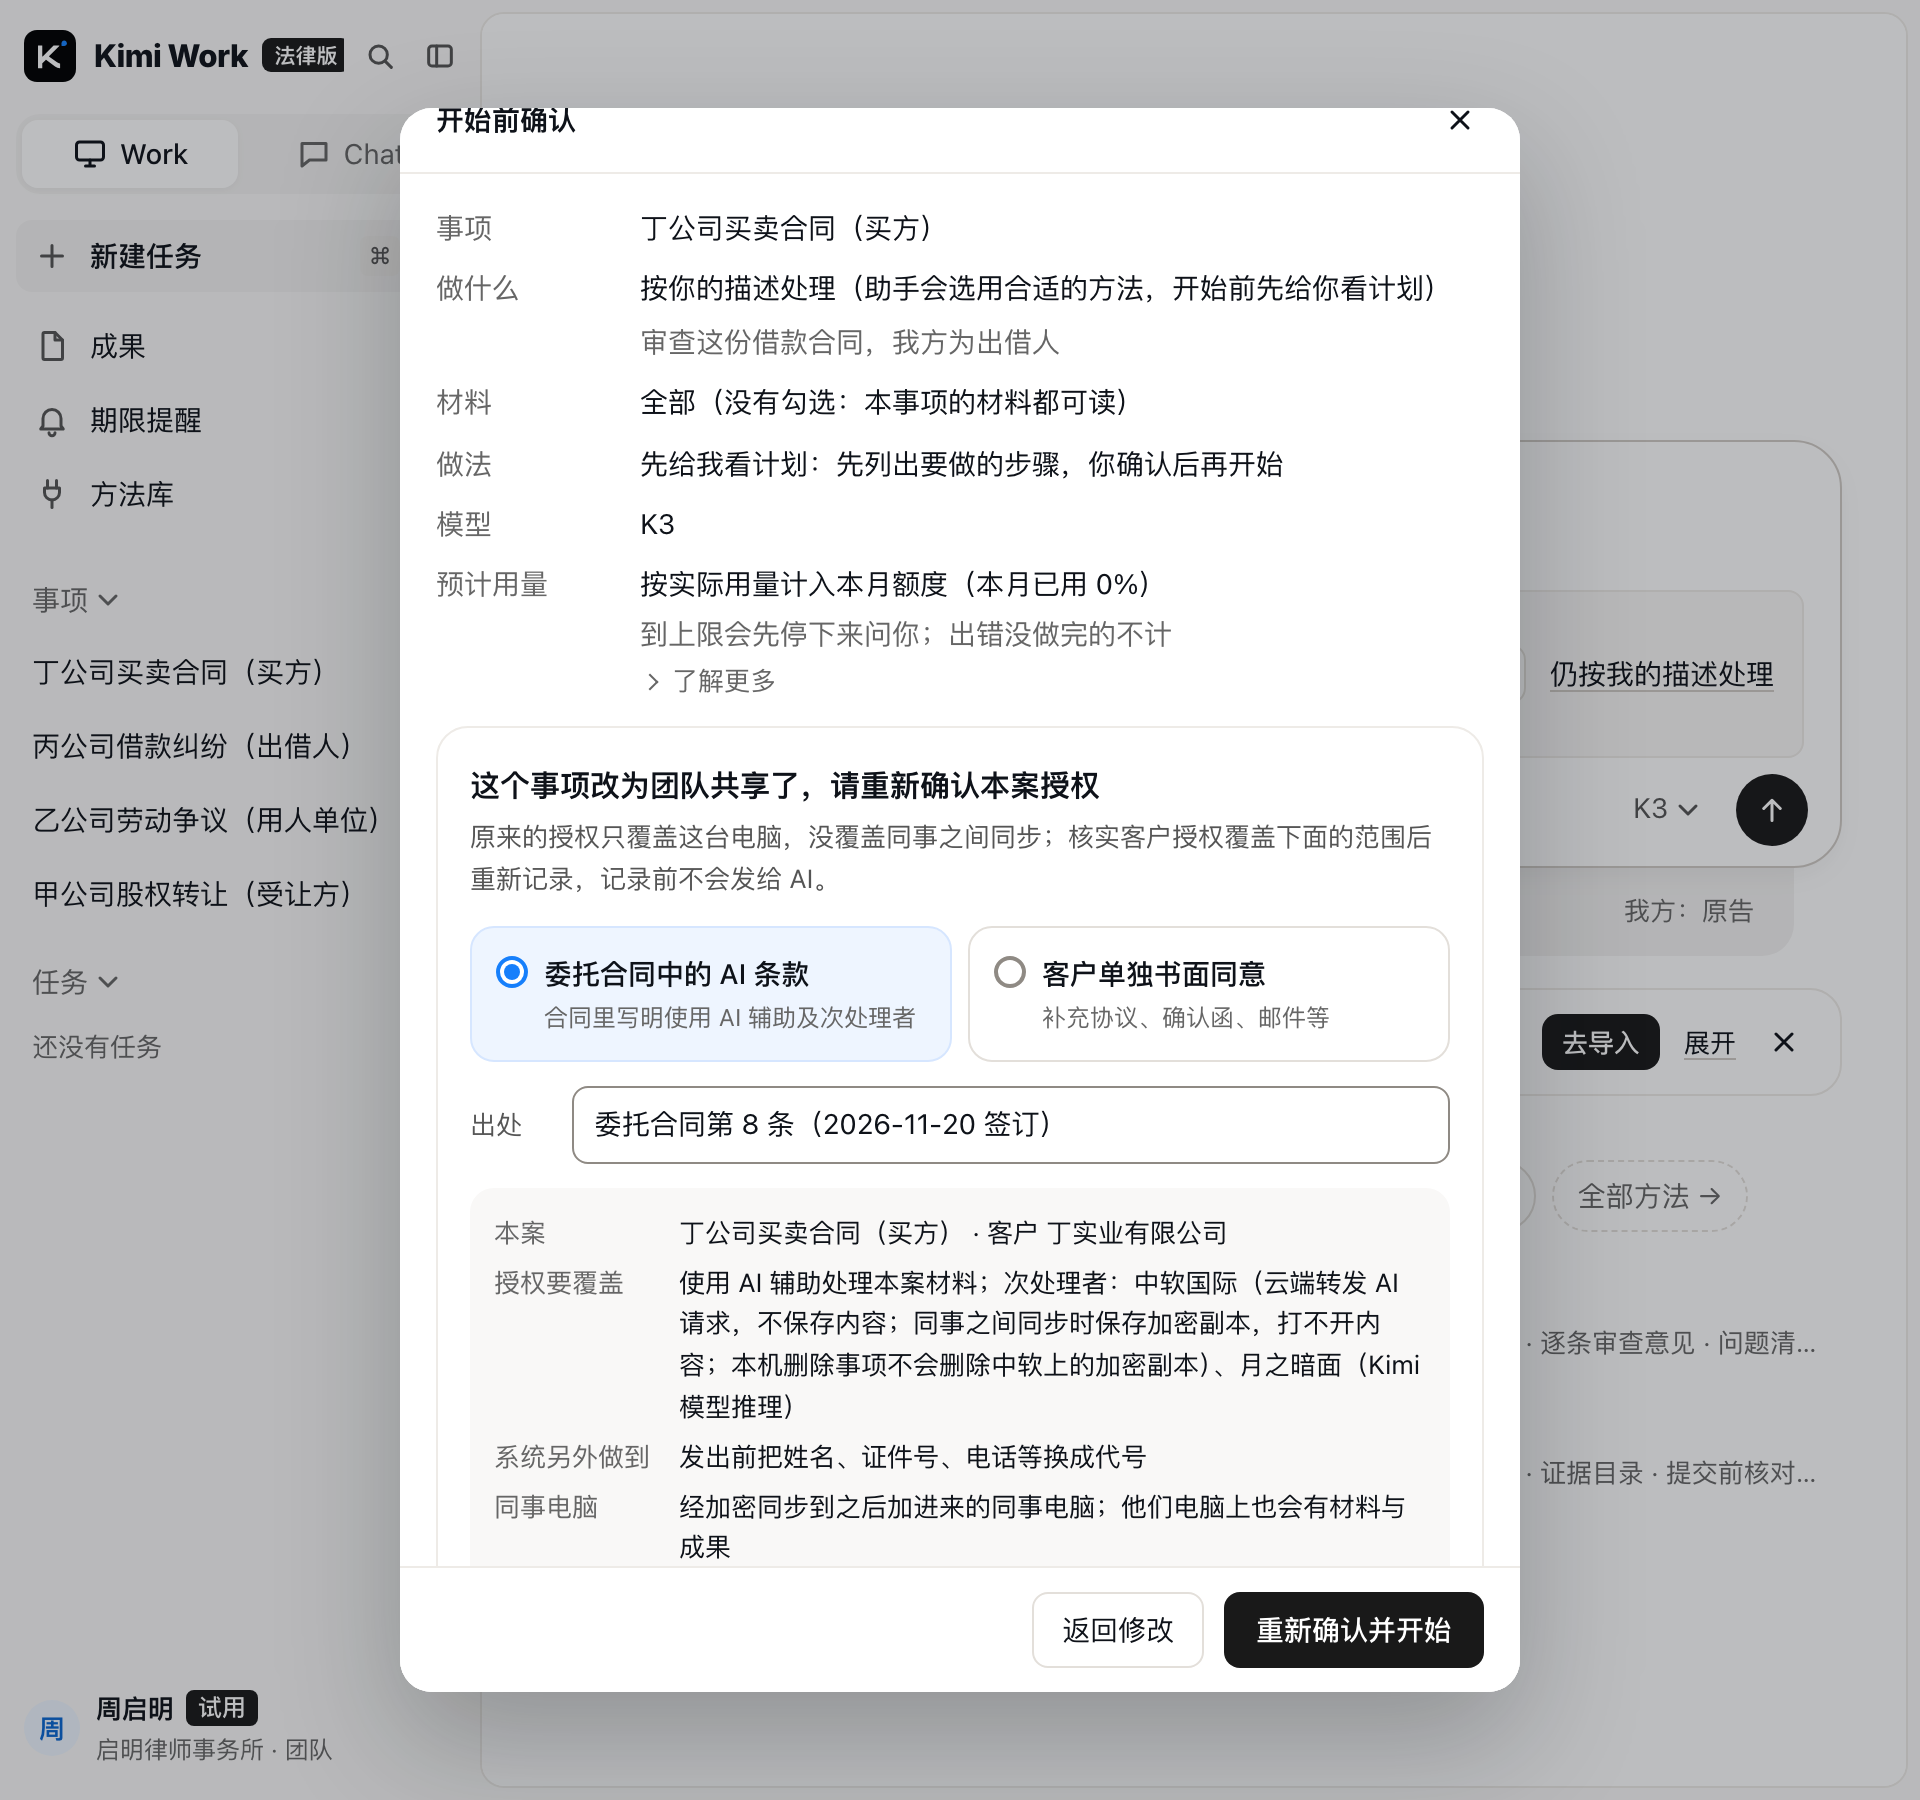 Kimi Work 法律版
Work
Chat
新建任务 ⌘
成果
期限提醒
方法库
事项
丁公司买卖合同（买方）
丙公司借款纠纷（出借人）
乙公司劳动争议（用人单位）
甲公司股权转让（受让方）
任务
还没有任务
周 周启明 试用
启明律师事务所 · 团队
开始前确认
事项 丁公司买卖合同（买方）
做什么 按你的描述处理（助手会选用合适的方法，开始前先给你看计划）
审查这份借款合同，我方为出借人
材料 全部（没有勾选：本事项的材料都可读）
做法 先给我看计划：先列出要做的步骤，你确认后再开始
模型 K3
预计用量 按实际用量计入本月额度（本月已用 0%）
到上限会先停下来问你；出错没做完的不计
了解更多
这个事项改为团队共享了，请重新确认本案授权
原来的授权只覆盖这台电脑，没覆盖同事之间同步；核实客户授权覆盖下面的范围后
重新记录，记录前不会发给 AI。
委托合同中的 AI 条款
合同里写明使用 AI 辅助及次处理者
客户单独书面同意
补充协议、确认函、邮件等
出处 委托合同第 8 条（2026-11-20 签订）
本案 丁公司买卖合同（买方） · 客户 丁实业有限公司
授权要覆盖 使用 AI 辅助处理本案材料；次处理者：中软国际（云端转发 AI
请求，不保存内容；同事之间同步时保存加密副本，打不开内
容；本机删除事项不会删除中软上的加密副本）、月之暗面（Kimi
模型推理）
系统另外做到 发出前把姓名、证件号、电话等换成代号
同事电脑 经加密同步到之后加进来的同事电脑；他们电脑上也会有材料与
成果
返回修改
重新确认并开始
仍按我的描述处理
K3
我方：原告
去导入 展开
全部方法 →
· 逐条审查意见 · 问题清...
· 证据目录 · 提交前核对...